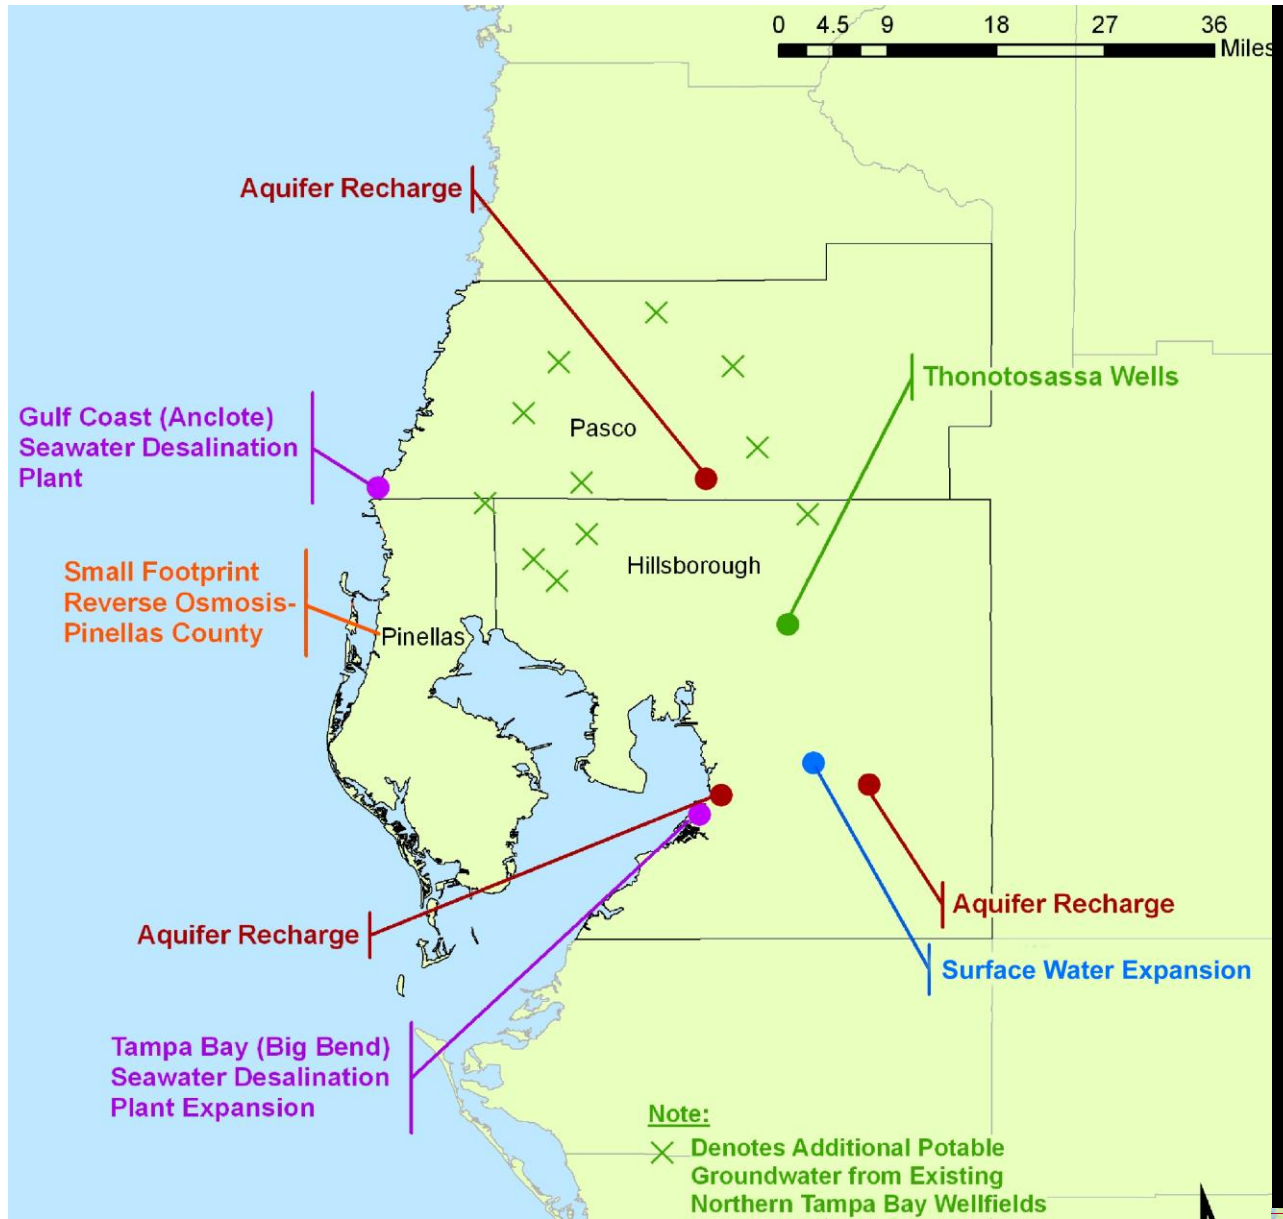 0 4.5 9 18 27 36
Miles
Aquifer Recharge
Thonotosassa Wells
Gulf Coast (Anclote)
Seawater Desalination
Plant
Pasco
Small Footprint
Reverse Osmosis-
Pinellas County
Hillsborough
Pinellas
Aquifer Recharge
Aquifer Recharge
Surface Water Expansion
Tampa Bay (Big Bend)
Seawater Desalination
Plant Expansion
Note:
Denotes Additional Potable
Groundwater from Existing
Northern Tampa Bay Wellfields